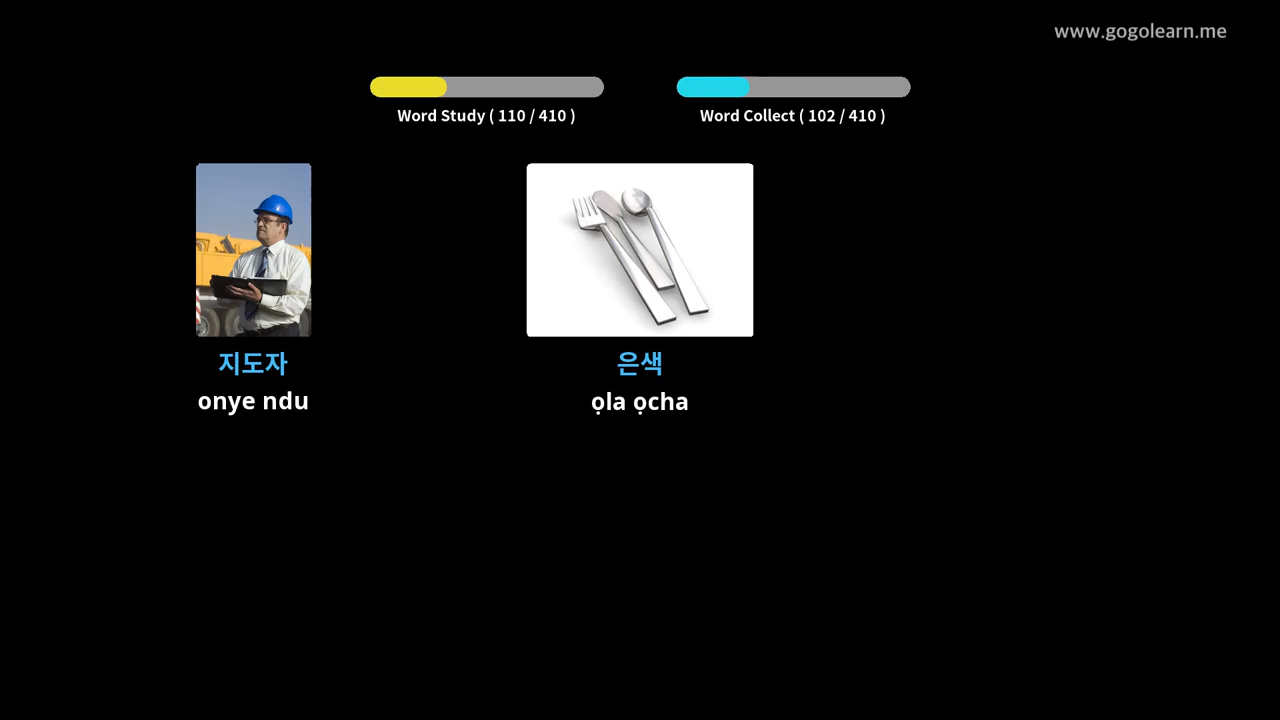 www.gogolearn.me
Word Study ( 110 / 410 )
Word Collect ( 102 / 410 )
지도자
onye ndu
은색
ọla ọcha